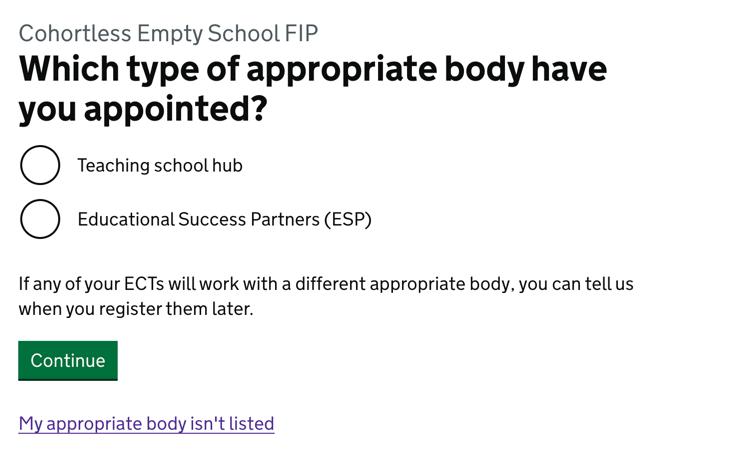 Cohortless Empty School FIP
Which type of appropriate body have
you appointed?
Teaching school hub
Educational Success Partners (ESP)
If any of your ECTs will work with a different appropriate body, you can tell us
when you register them later.
Continue
My appropriate body isn't listed